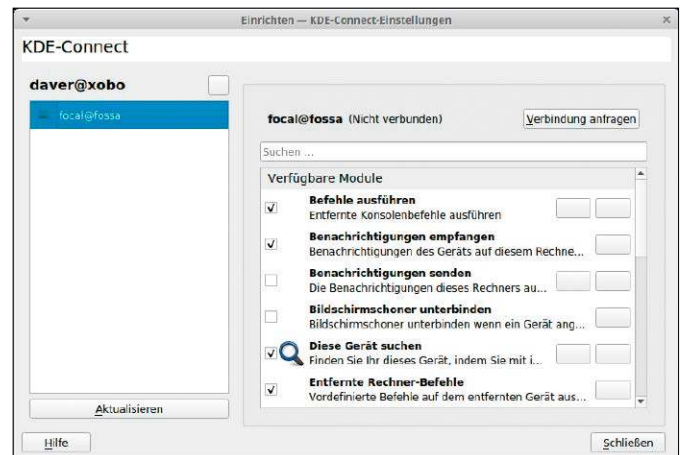 Einrichten — KDE-Connect-Einstellungen
KDE-Connect
daver@xobo
focal@fossa
focal@fossa (Nicht verbunden)
Verbindung anfragen
Suchen ...
Verfügbare Module
Befehle ausführen
Entfernte Konsolenbefehle ausführen
Benachrichtigungen empfangen
Benachrichtigungen des Geräts auf diesem Rechne...
Benachrichtigungen senden
Die Benachrichtigungen dieses Rechners au...
Bildschirmschoner unterbinden
Bildschirmschoner unterbinden wenn ein Gerät ang...
Diese Gerät suchen
Finden Sie Ihr dieses Gerät, indem Sie mit i...
Entfernte Rechner-Befehle
Vordefinierte Befehle auf dem entfernten Gerät aus...
Aktualisieren
Hilfe
Schließen